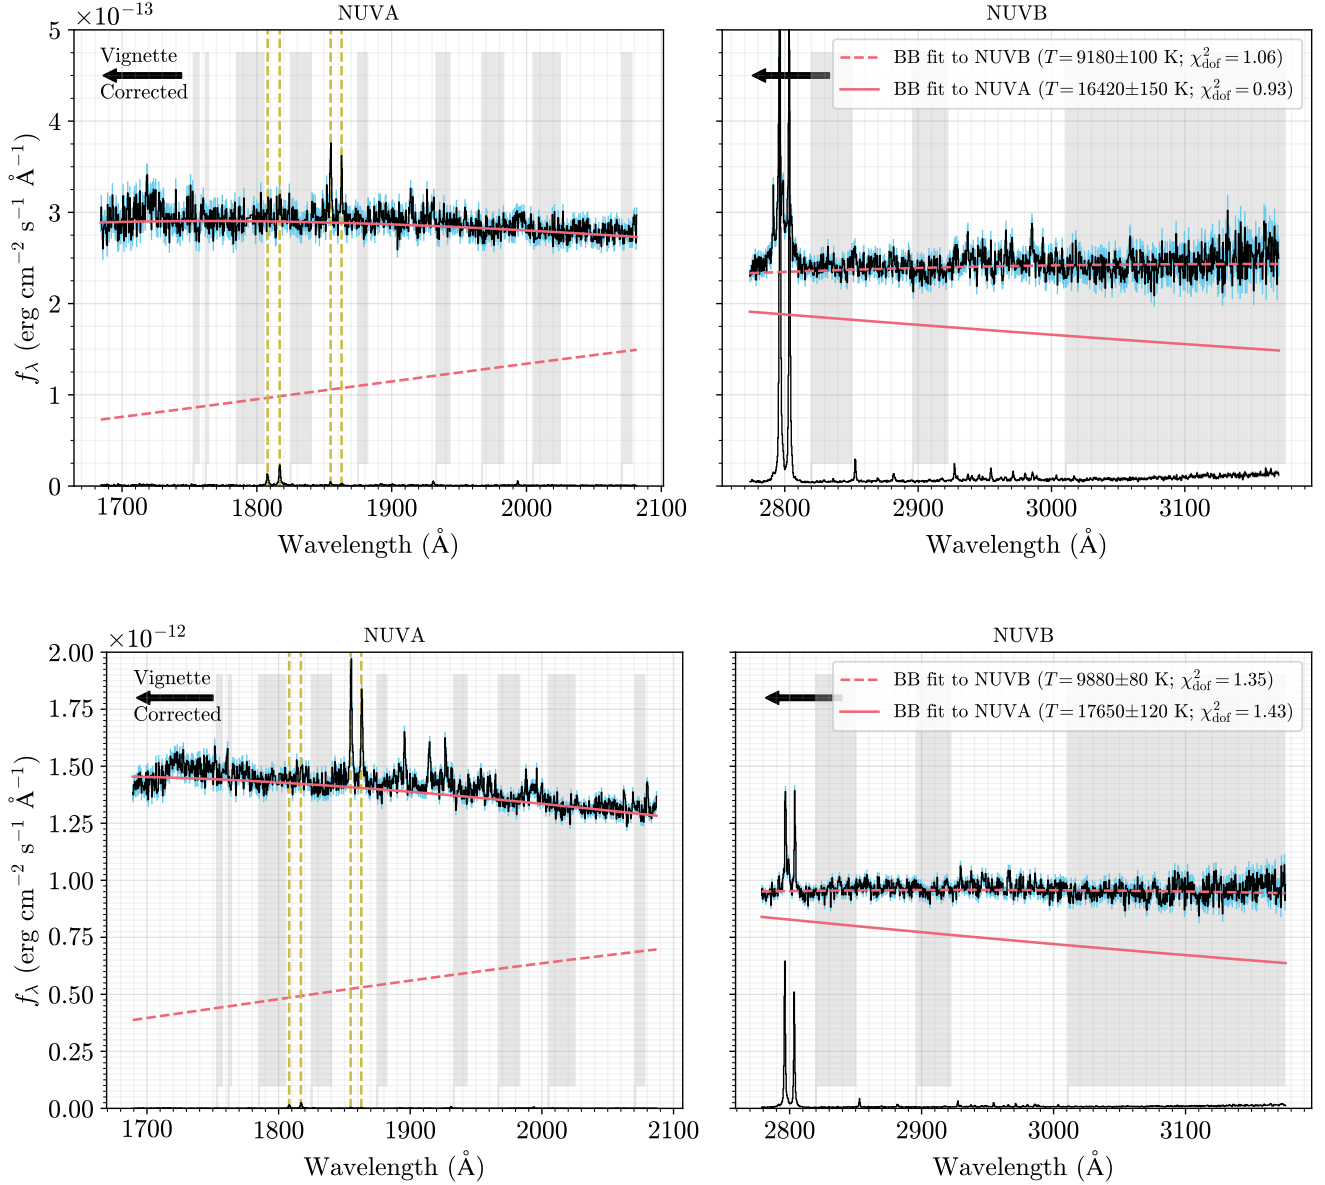 ×10⁻¹³
NUVA
NUVB
5
4
3
2
1
0
f_λ (erg cm⁻² s⁻¹ Å⁻¹)
Vignette
Corrected
BB fit to NUVB (T = 9180±100 K; χ²_dof = 1.06)
BB fit to NUVA (T = 16420±150 K; χ²_dof = 0.93)
1700 1800 1900 2000 2100
2800 2900 3000 3100
Wavelength (Å)
Wavelength (Å)
×10⁻¹²
NUVA
NUVB
2.00
1.75
1.50
1.25
1.00
0.75
0.50
0.25
0.00
f_λ (erg cm⁻² s⁻¹ Å⁻¹)
Vignette
Corrected
BB fit to NUVB (T = 9880±80 K; χ²_dof = 1.35)
BB fit to NUVA (T = 17650±120 K; χ²_dof = 1.43)
1700 1800 1900 2000 2100
2800 2900 3000 3100
Wavelength (Å)
Wavelength (Å)